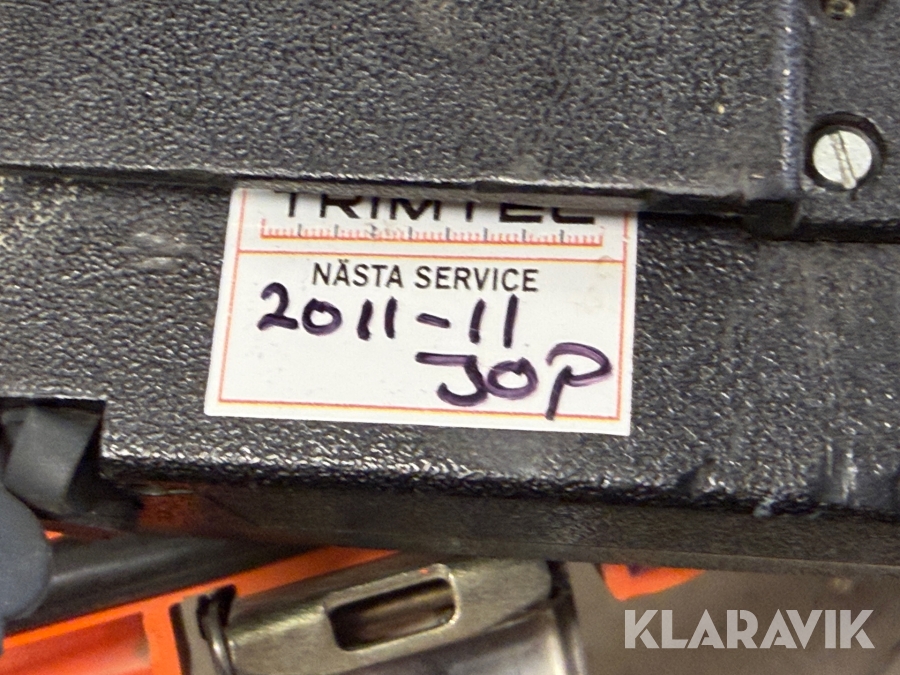 TRIMTEC
NÄSTA SERVICE
2011-11
JOP
KLARAVIK